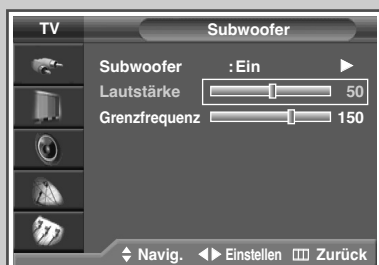 TV Subwoofer
Subwoofer :Ein
Lautstärke 50
Grenzfrequenz 150
Navig. Einstellen Zurück